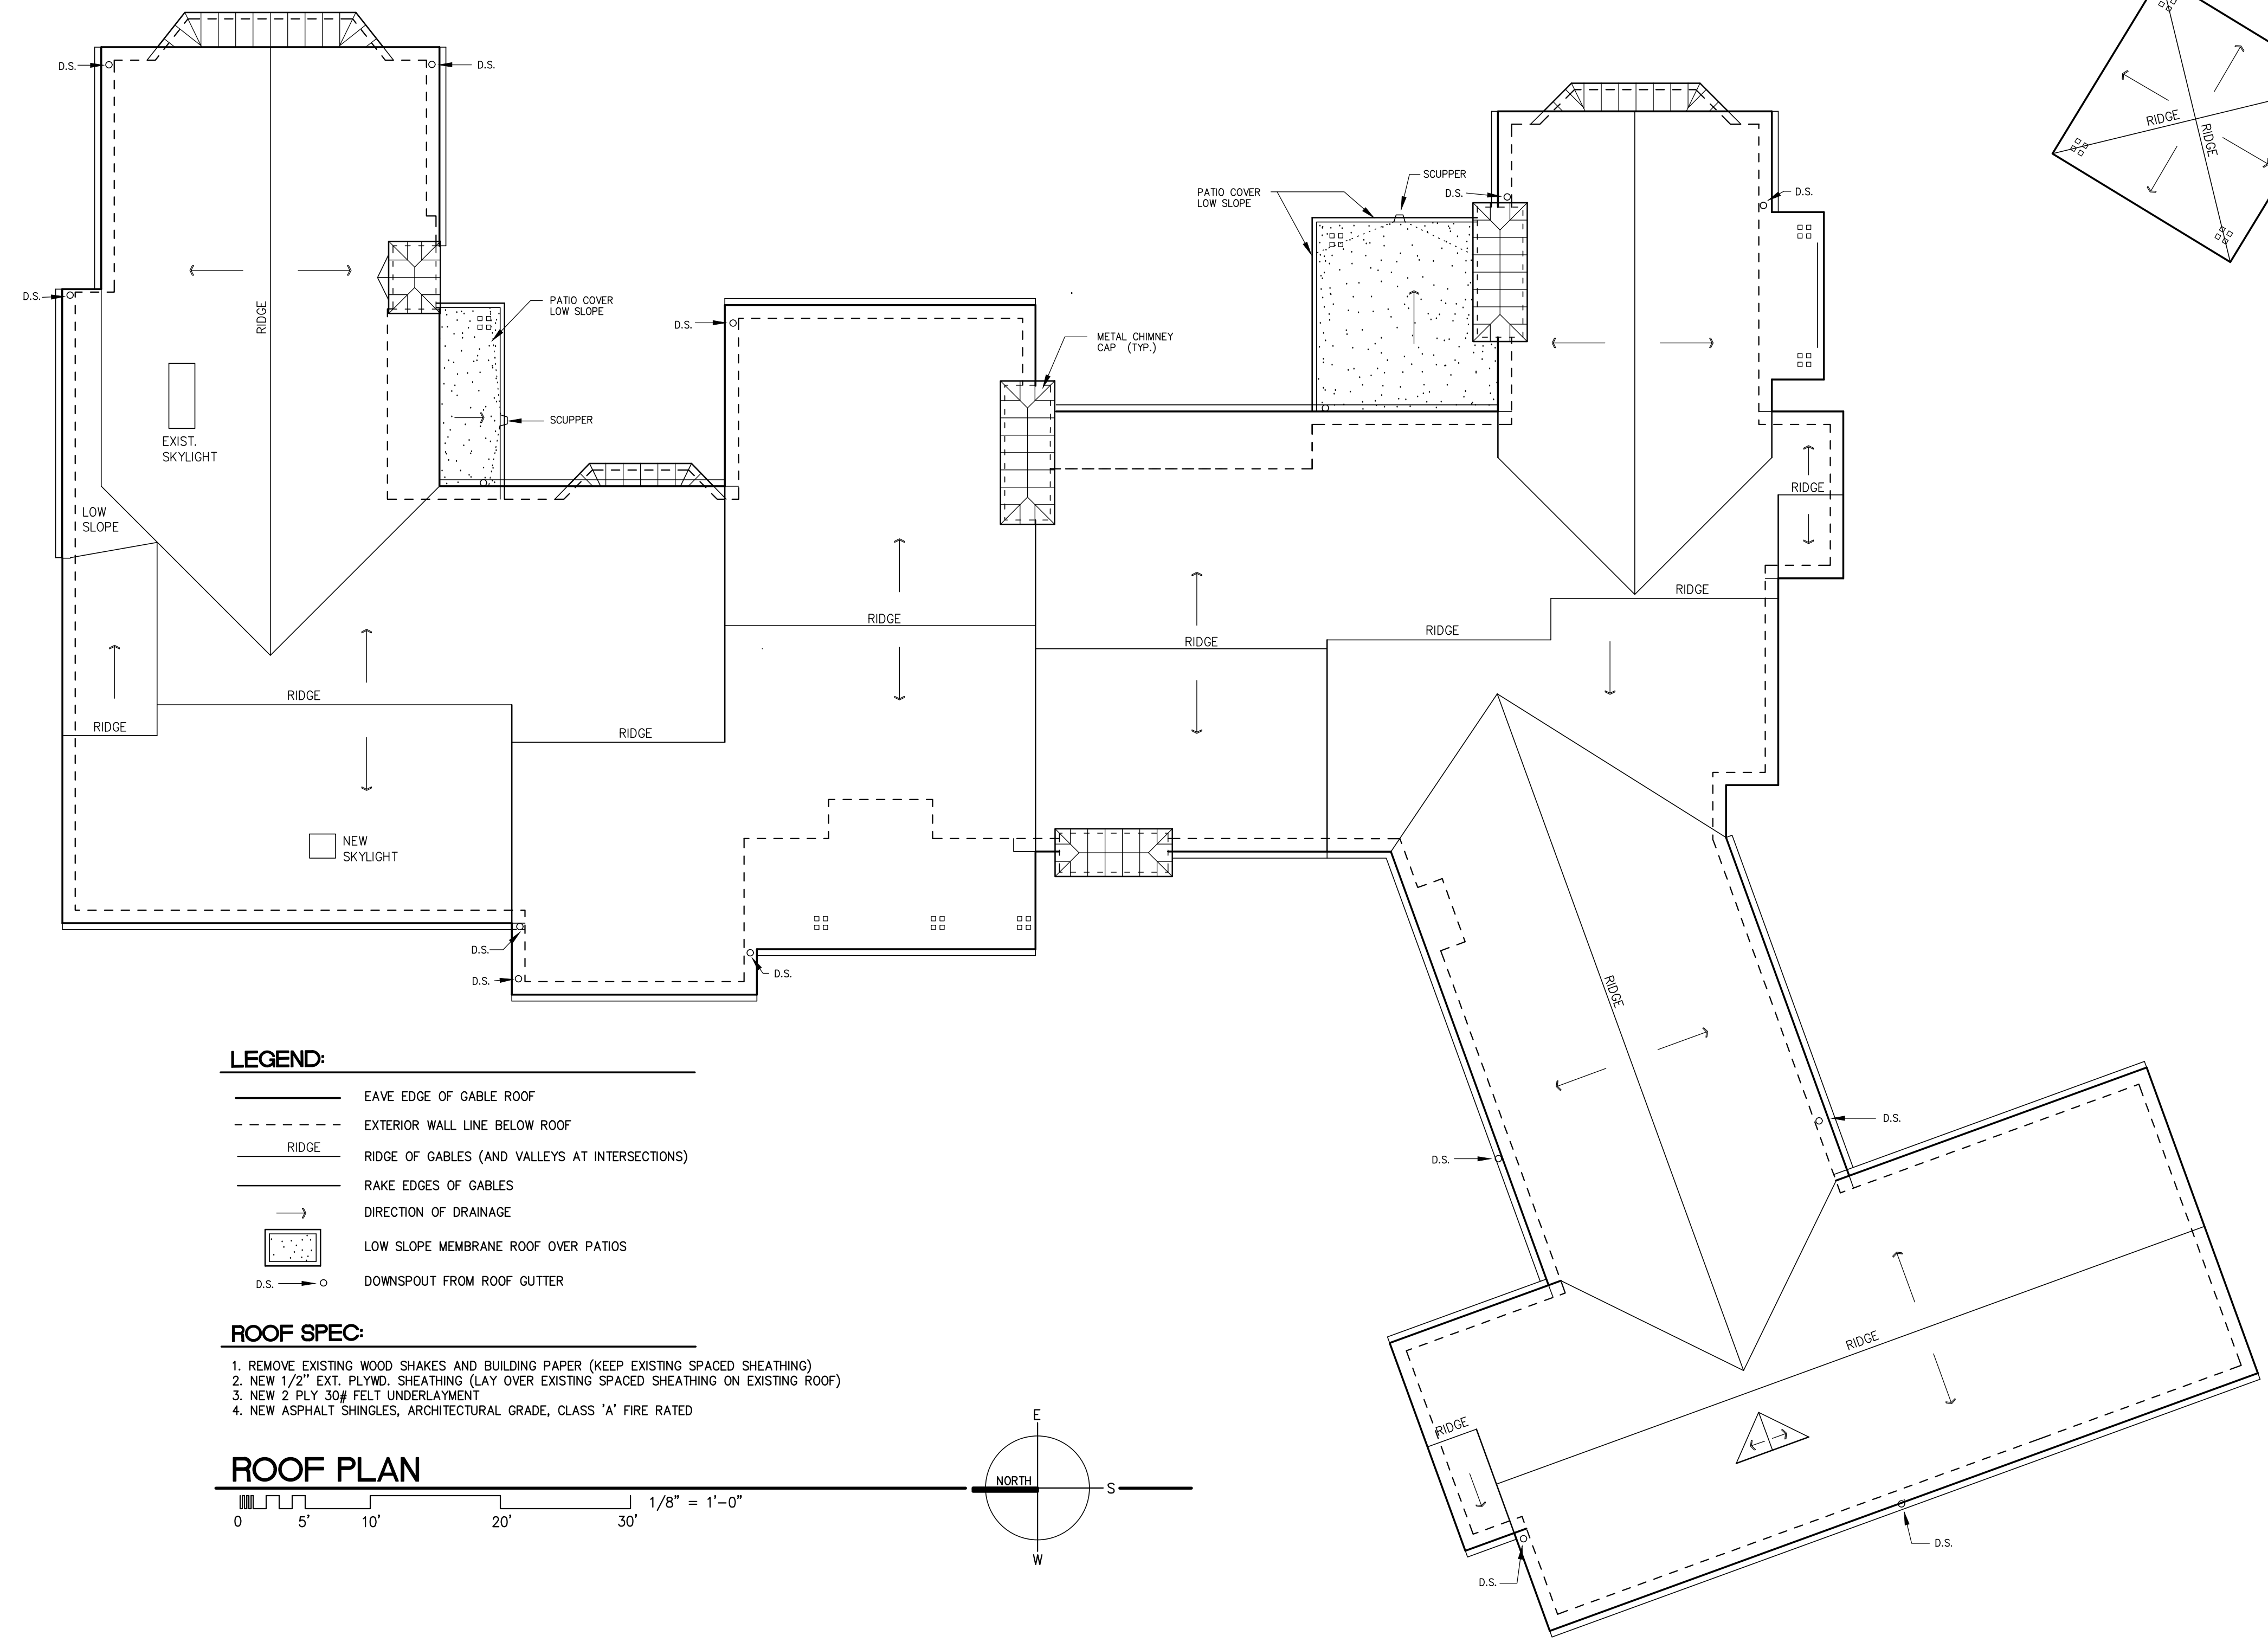 D.S.
D.S.
RIDGE
RIDGE
SCUPPER
PATIO COVER
LOW SLOPE
D.S.
D.S.
D.S.
RIDGE
PATIO COVER
LOW SLOPE
D.S.
METAL CHIMNEY
CAP (TYP.)
SCUPPER
EXIST.
SKYLIGHT
LOW
SLOPE
RIDGE
RIDGE
RIDGE
RIDGE
RIDGE
RIDGE
RIDGE
RIDGE
RIDGE
NEW
SKYLIGHT
D.S.
D.S.
D.S.
RIDGE
D.S.
D.S.
RIDGE
RIDGE
D.S.
D.S.
LEGEND:
EAVE EDGE OF GABLE ROOF
EXTERIOR WALL LINE BELOW ROOF
RIDGE RIDGE OF GABLES (AND VALLEYS AT INTERSECTIONS)
RAKE EDGES OF GABLES
DIRECTION OF DRAINAGE
LOW SLOPE MEMBRANE ROOF OVER PATIOS
D.S. DOWNSPOUT FROM ROOF GUTTER
ROOF SPEC:
1. REMOVE EXISTING WOOD SHAKES AND BUILDING PAPER (KEEP EXISTING SPACED SHEATHING)
2. NEW 1/2" EXT. PLYWD. SHEATHING (LAY OVER EXISTING SPACED SHEATHING ON EXISTING ROOF)
3. NEW 2 PLY 30# FELT UNDERLAYMENT
4. NEW ASPHALT SHINGLES, ARCHITECTURAL GRADE, CLASS 'A' FIRE RATED
ROOF PLAN
1/8" = 1'-0"
0 5' 10' 20' 30'
E
NORTH S
W